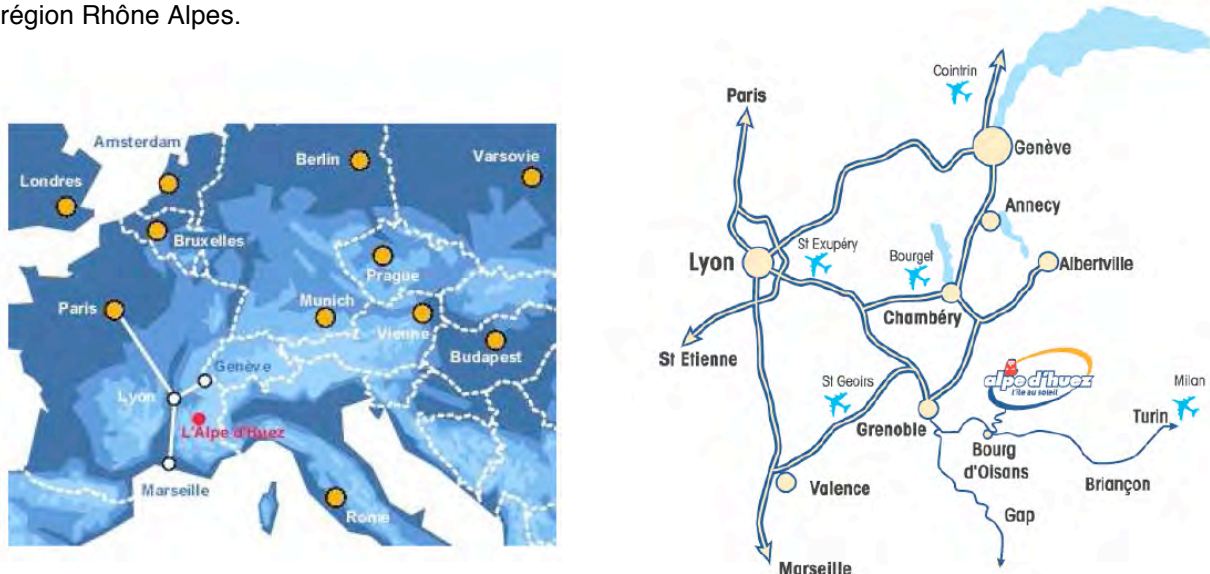 région Rhône Alpes.
Amsterdam
Berlin
Varsovie
Londres
Bruxelles
Prague
Paris
Munich
Vienne
Budapest
Genève
Lyon
L'Alpe d'Huez
Marseille
Rome
Cointrin
Paris
Genève
Annecy
St Exupéry
Bourget
Lyon
Albertville
Chambéry
St Etienne
alpe d'huez
l'île au soleil
St Geoirs
Milan
Turin
Grenoble
Bourg
d'Oisans
Briançon
Valence
Gap
Marseille